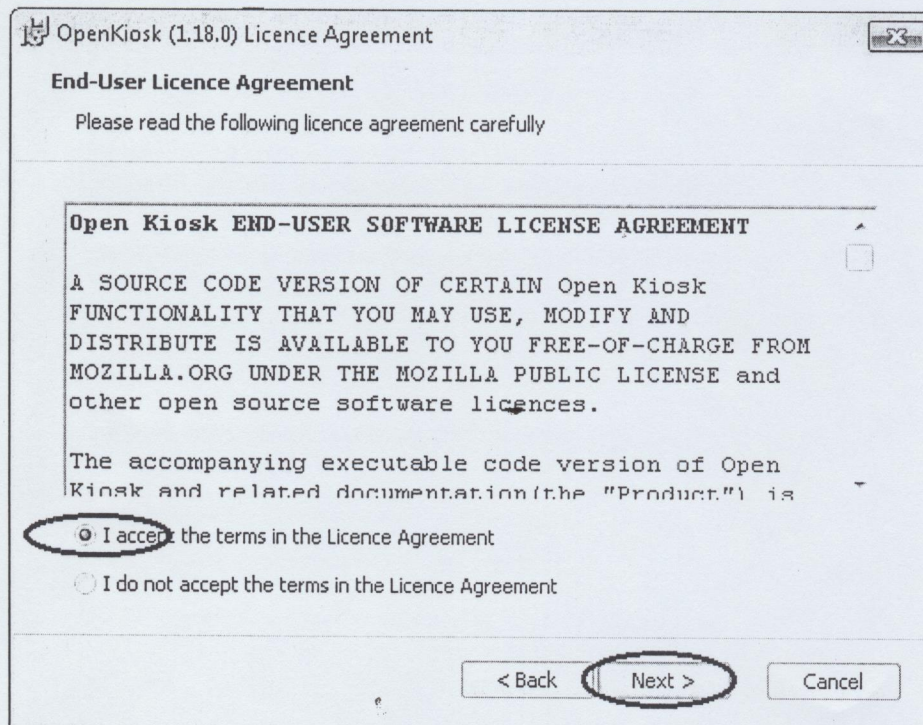 OpenKiosk (1.18.0) Licence Agreement
End-User Licence Agreement
Please read the following licence agreement carefully
Open Kiosk END-USER SOFTWARE LICENSE AGREEMENT
A SOURCE CODE VERSION OF CERTAIN Open Kiosk
FUNCTIONALITY THAT YOU MAY USE, MODIFY AND
DISTRIBUTE IS AVAILABLE TO YOU FREE-OF-CHARGE FROM
MOZILLA.ORG UNDER THE MOZILLA PUBLIC LICENSE and
other open source software licences.
The accompanying executable code version of Open
Kiosk and related documentation(the "Product") is
I accept the terms in the Licence Agreement
I do not accept the terms in the Licence Agreement
< Back
Next >
Cancel